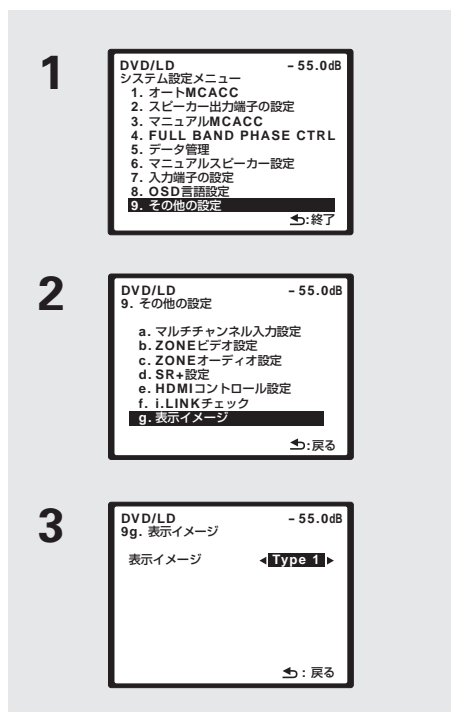 1
DVD/LD －55.0dB
システム設定メニュー
1. オートMCACC
2. スピーカー出力端子の設定
3. マニュアルMCACC
4. FULL BAND PHASE CTRL
5. データ管理
6. マニュアルスピーカー設定
7. 入力端子の設定
8. OSD言語設定
9. その他の設定
:終了
2
DVD/LD －55.0dB
9. その他の設定
a. マルチチャンネル入力設定
b. ZONEビデオ設定
c. ZONEオーディオ設定
d. SR+設定
e. HDMIコントロール設定
f. i.LINKチェック
g. 表示イメージ
:戻る
3
DVD/LD －55.0dB
9g. 表示イメージ
表示イメージ ◀Type 1▶
: 戻る